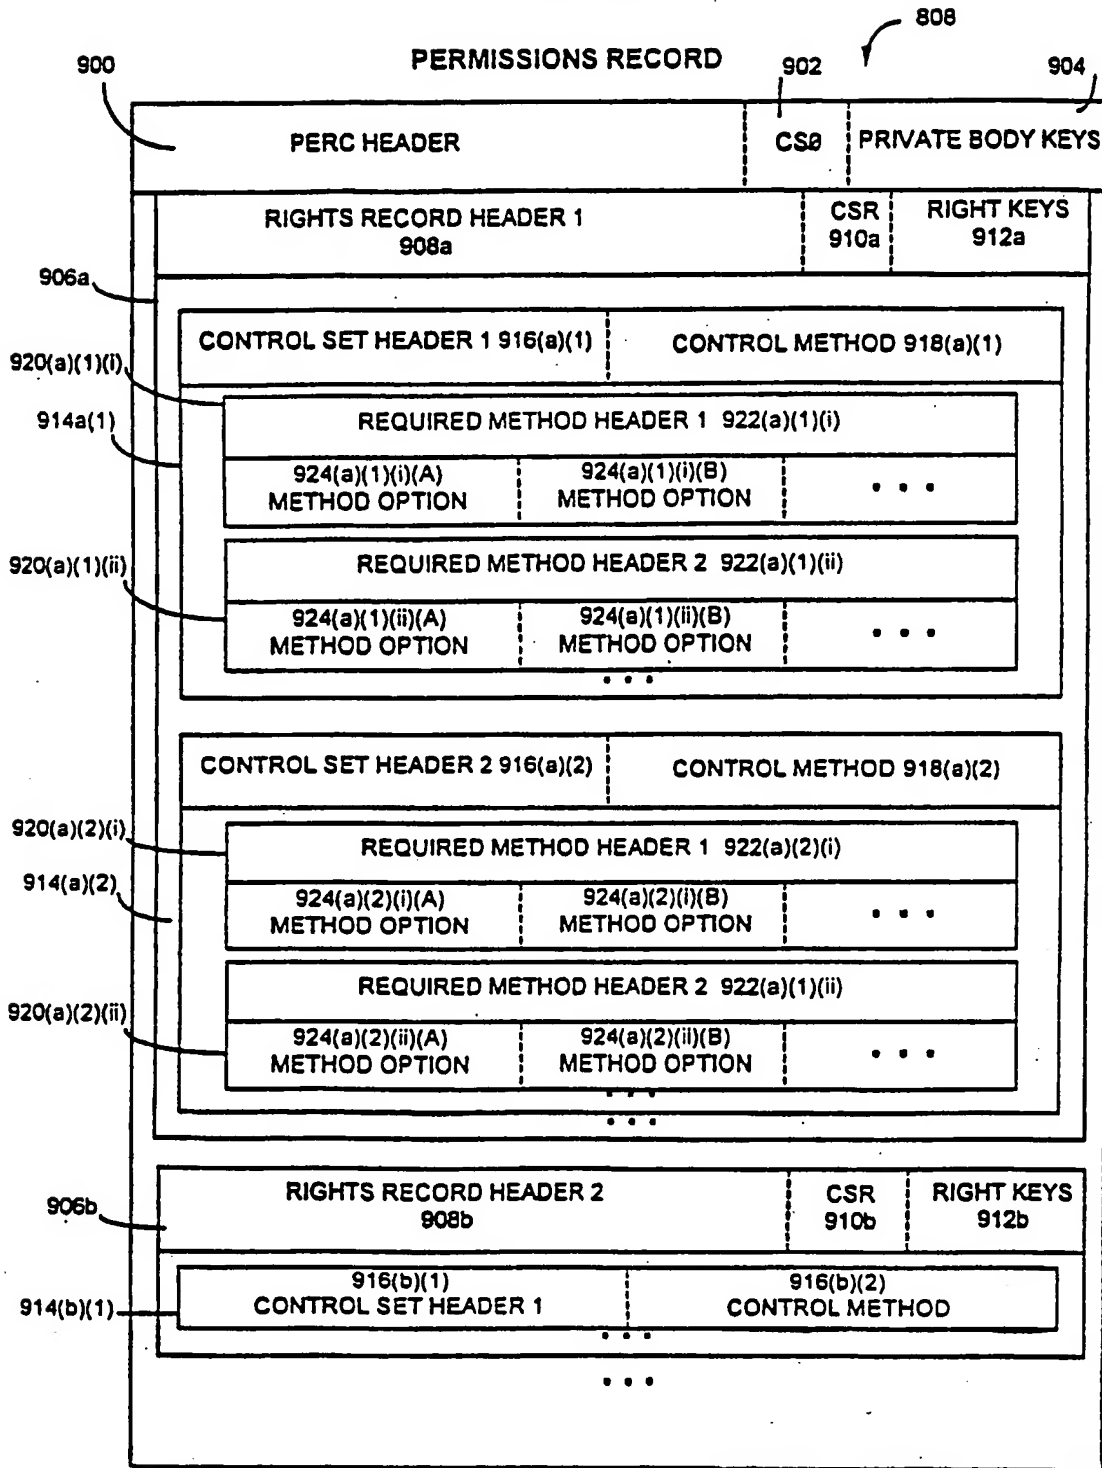 808
PERMISSIONS RECORD
900
902
904
PERC HEADER
CS0
PRIVATE BODY KEYS
RIGHTS RECORD HEADER 1
908a
CSR
910a
RIGHT KEYS
912a
906a
CONTROL SET HEADER 1 916(a)(1)
CONTROL METHOD 918(a)(1)
920(a)(1)(i)
914a(1)
REQUIRED METHOD HEADER 1 922(a)(1)(i)
924(a)(1)(i)(A)
METHOD OPTION
924(a)(1)(i)(B)
METHOD OPTION
• • •
920(a)(1)(ii)
REQUIRED METHOD HEADER 2 922(a)(1)(ii)
924(a)(1)(ii)(A)
METHOD OPTION
924(a)(1)(ii)(B)
METHOD OPTION
• • •
• • •
CONTROL SET HEADER 2 916(a)(2)
CONTROL METHOD 918(a)(2)
920(a)(2)(i)
914(a)(2)
REQUIRED METHOD HEADER 1 922(a)(2)(i)
924(a)(2)(i)(A)
METHOD OPTION
924(a)(2)(i)(B)
METHOD OPTION
• • •
920(a)(2)(ii)
REQUIRED METHOD HEADER 2 922(a)(1)(ii)
924(a)(2)(ii)(A)
METHOD OPTION
924(a)(2)(ii)(B)
METHOD OPTION
• • •
• • •
• • •
906b
RIGHTS RECORD HEADER 2
908b
CSR
910b
RIGHT KEYS
912b
914(b)(1)
916(b)(1)
CONTROL SET HEADER 1
916(b)(2)
CONTROL METHOD
• • •
• • •